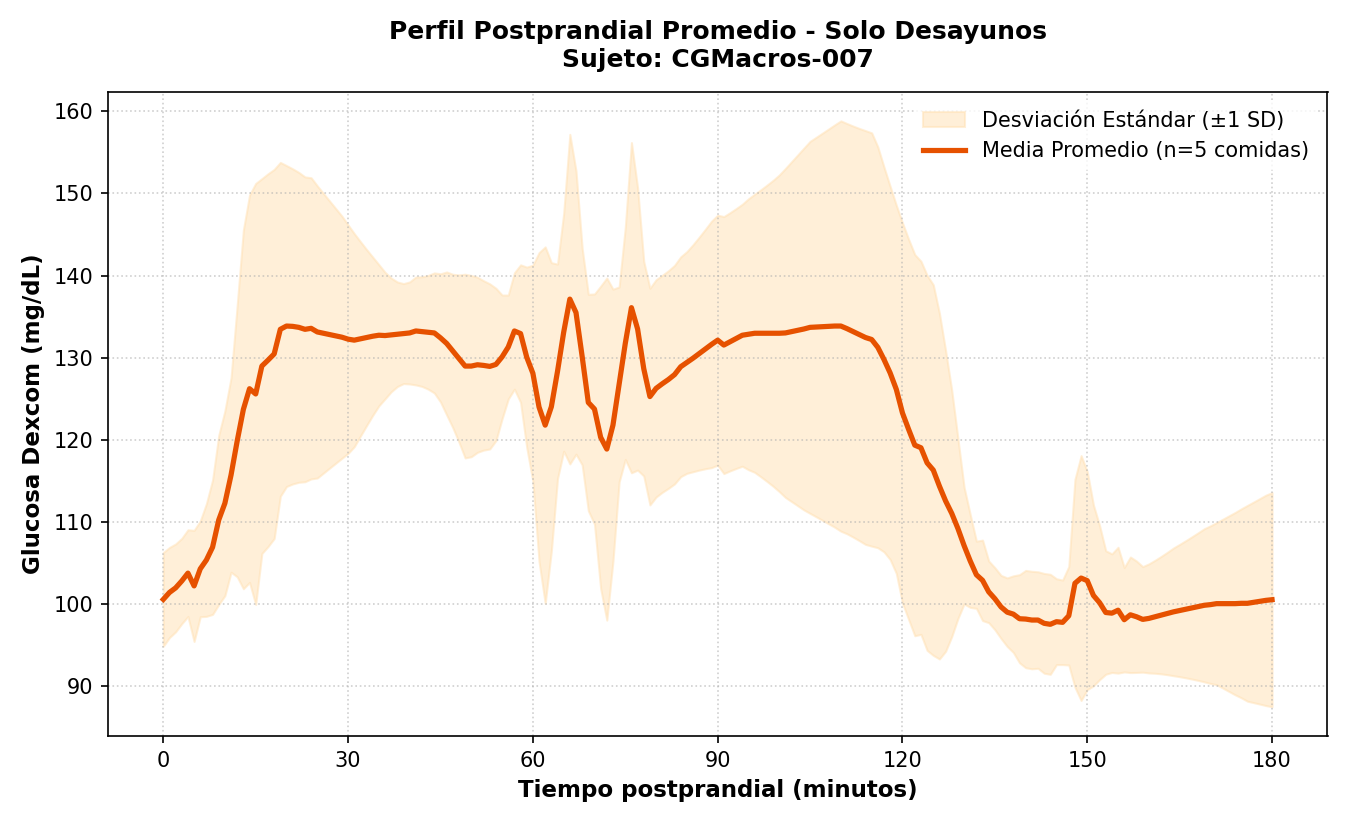 Perfil Postprandial Promedio - Solo Desayunos
Sujeto: CGMacros-007
Desviación Estándar (±1 SD)
Media Promedio (n=5 comidas)
Glucosa Dexcom (mg/dL)
160
150
140
130
120
110
100
90
0 30 60 90 120 150 180
Tiempo postprandial (minutos)